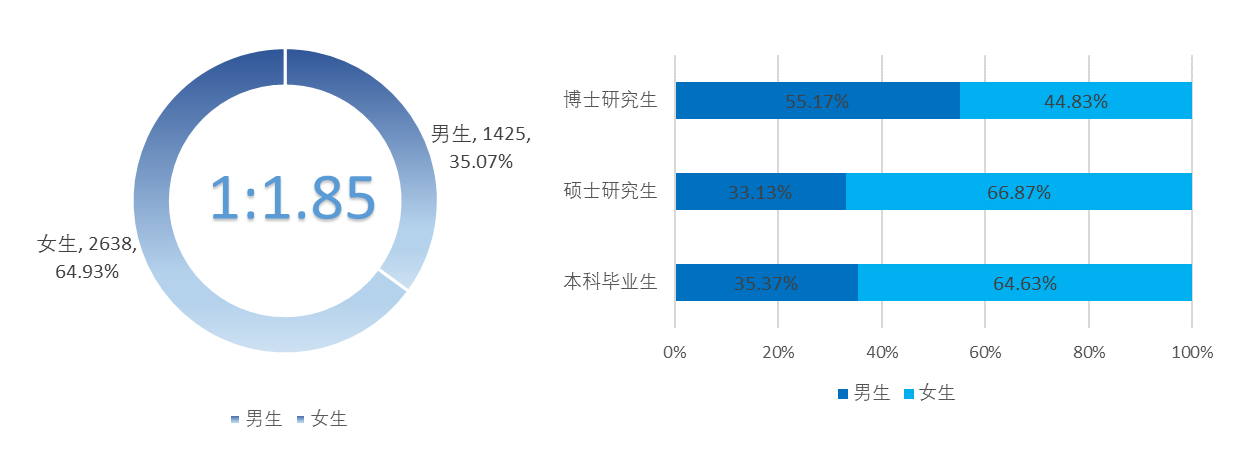 男生, 1425,
35.07%
1:1.85
女生, 2638,
64.93%
男生 女生
博士研究生 55.17% 44.83%
硕士研究生 33.13% 66.87%
本科毕业生 35.37% 64.63%
0% 20% 40% 60% 80% 100%
男生 女生